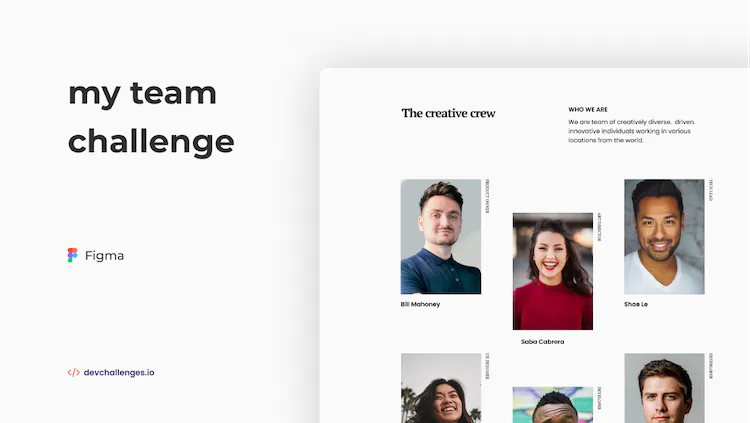 my team
challenge
Figma
</> devchallenges.io
The creative crew
WHO WE ARE
We are team of creatively diverse. driven.
innovative individuals working in various
locations from the world.
PRODUCT OWNER
Bill Mahoney
ART DIRECTOR
Saba Cabrera
TECH LEAD
Shae Le
UX DESIGNER
DEVELOPER
DEVELOPER